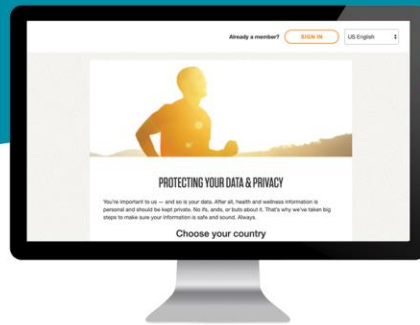 Already a member? SIGN IN US English
PROTECTING YOUR DATA & PRIVACY
You're important to us — and so is your data. After all, health and wellness information is
personal and should be kept private. No ifs, ands, or buts about it. That's why we've taken big
steps to make sure your information is safe and sound. Always.
Choose your country